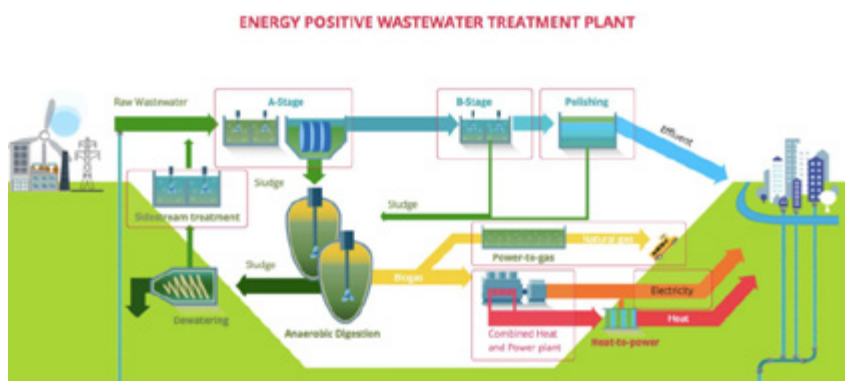 ENERGY POSITIVE WASTEWATER TREATMENT PLANT
Raw Wastewater
A-Stage
B-Stage
Polishing
Effluent
Sludge
Sidestream treatment
Sludge
Natural gas
Power-to-gas
Sludge
Biogas
Electricity
Dewatering
Anaerobic Digestion
Combined Heat
and Power plant
Heat
Heat-to-power